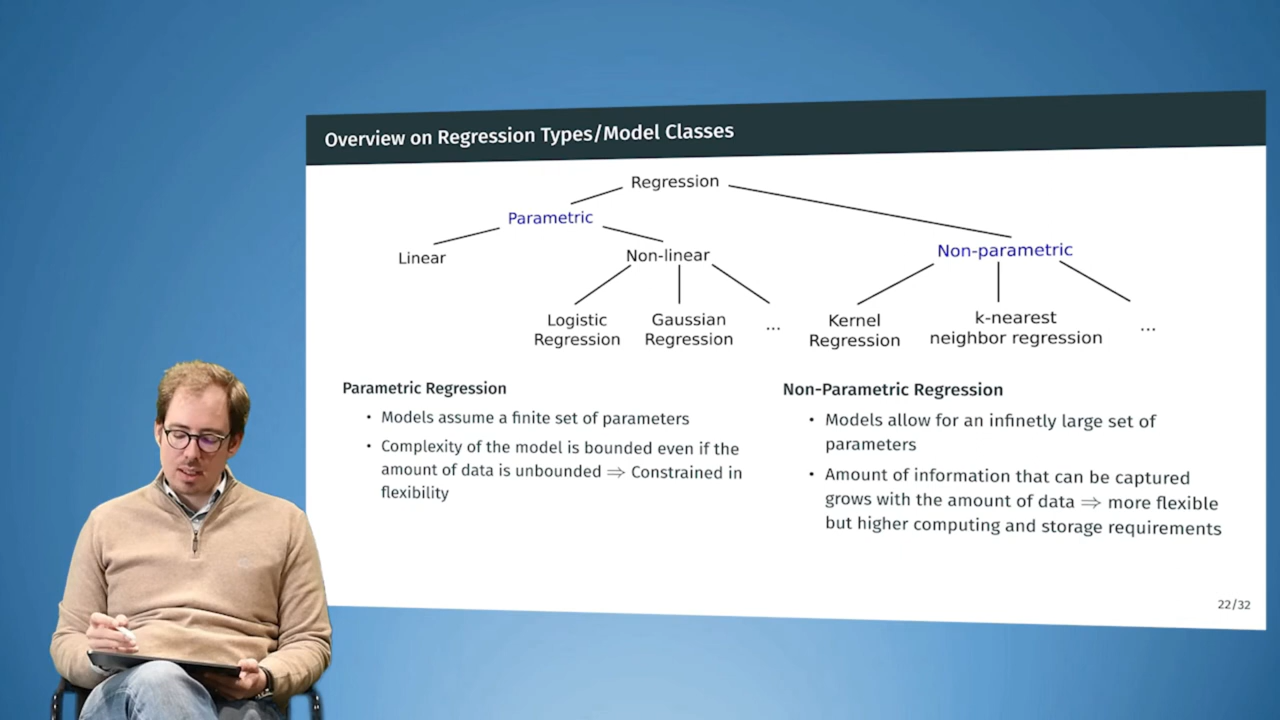 Overview on Regression Types/Model Classes
Regression
Parametric
Non-parametric
Linear
Non-linear
Logistic
Regression
Gaussian
Regression
...
Kernel
Regression
k-nearest
neighbor regression
...
Parametric Regression
• Models assume a finite set of parameters
• Complexity of the model is bounded even if the
amount of data is unbounded ⇒ Constrained in
flexibility
Non-Parametric Regression
• Models allow for an infinetly large set of
parameters
• Amount of information that can be captured
grows with the amount of data ⇒ more flexible
but higher computing and storage requirements
22/32